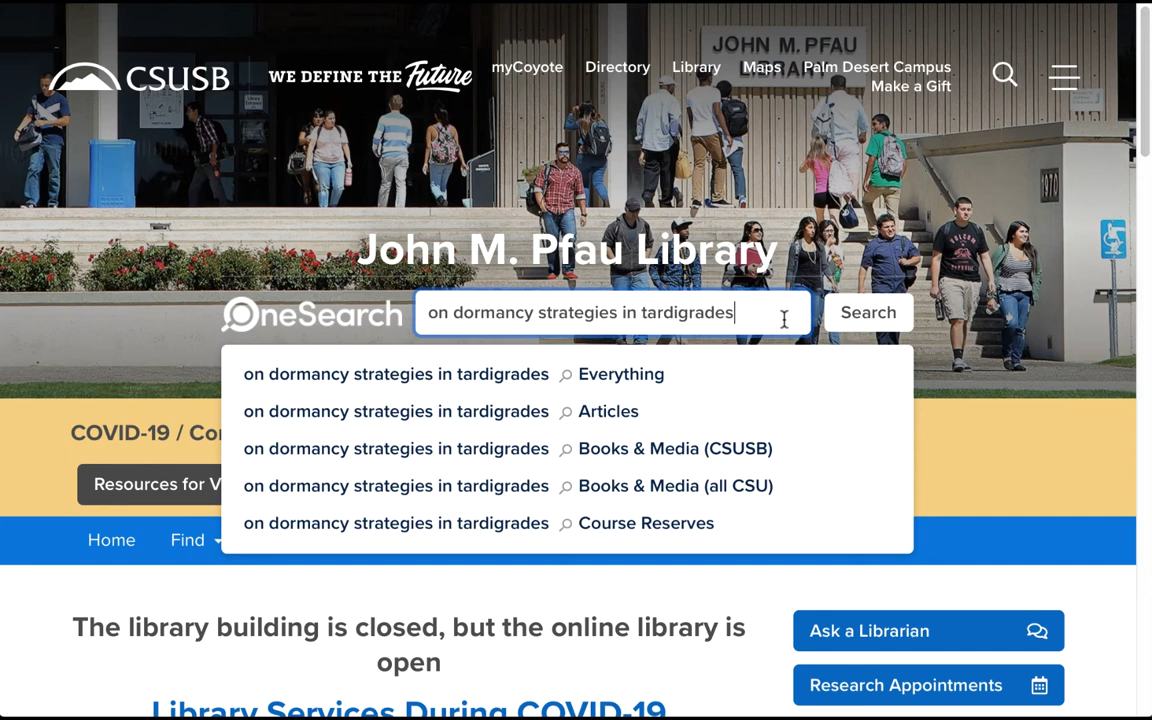 JOHN M. PFAU
CSUSB
WE DEFINE THE Future
myCoyote Directory Library Maps Palm Desert Campus
Make a Gift
1970
John M. Pfau Library
OneSearch on dormancy strategies in tardigrades Search
on dormancy strategies in tardigrades Everything
on dormancy strategies in tardigrades Articles
on dormancy strategies in tardigrades Books & Media (CSUSB)
on dormancy strategies in tardigrades Books & Media (all CSU)
on dormancy strategies in tardigrades Course Reserves
COVID-19 /
Resources for
Home Find
The library building is closed, but the online library is
open
Ask a Librarian
Research Appointments
Library Services During COVID-19